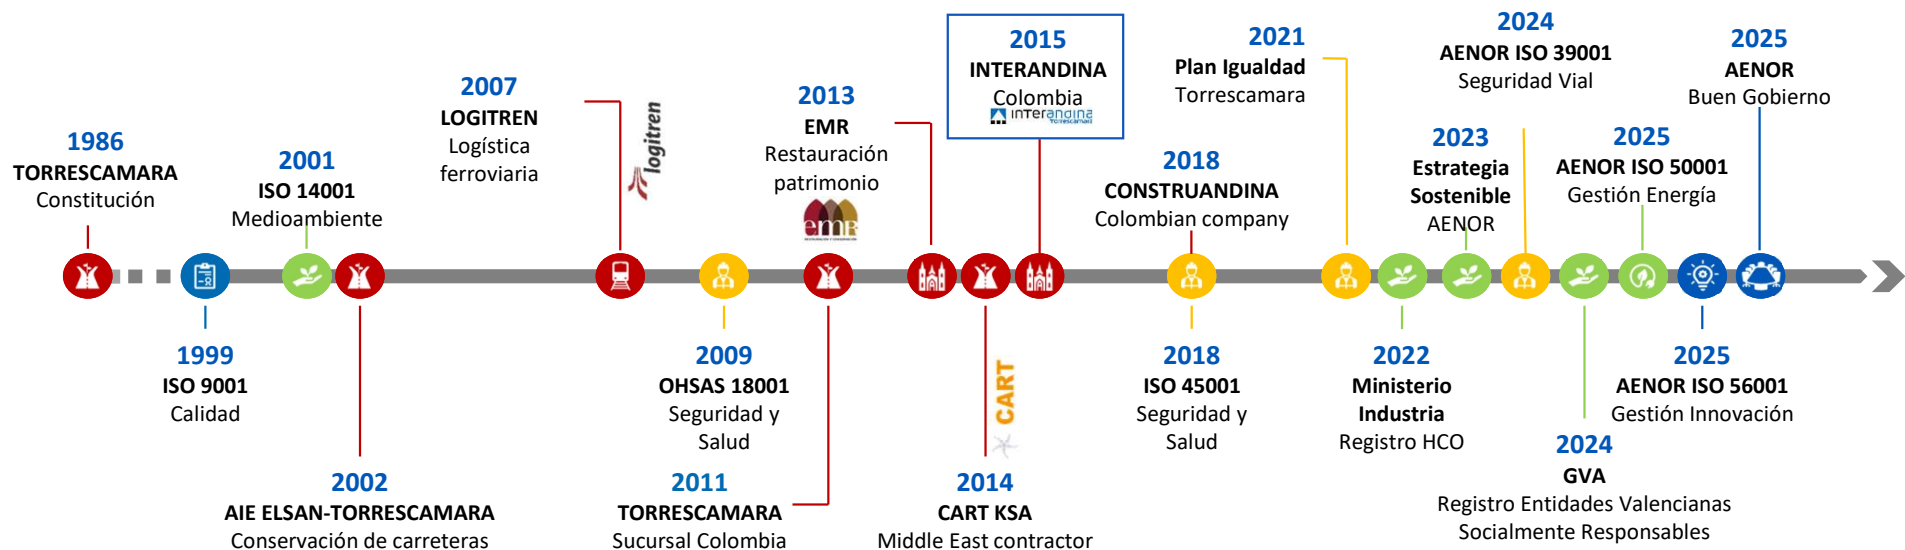 1986
TORRESCAMARA
Constitución
1999
ISO 9001
Calidad
2001
ISO 14001
Medioambiente
2002
AIE ELSAN-TORRESCAMARA
Conservación de carreteras
2007
LOGITREN
Logística
ferroviaria
logitren
2009
OHSAS 18001
Seguridad y
Salud
2011
TORRESCAMARA
Sucursal Colombia
2013
EMR
Restauración
patrimonio
emr
RESTAURACIÓN Y CONSERVACIÓN
2014
CART KSA
Middle East contractor
CART
2015
INTERANDINA
Colombia
interandina
torrescamara
2018
CONSTRUANDINA
Colombian company
2018
ISO 45001
Seguridad y
Salud
2021
Plan Igualdad
Torrescamara
2022
Ministerio
Industria
Registro HCO
2023
Estrategia
Sostenible
AENOR
2024
AENOR ISO 39001
Seguridad Vial
2024
GVA
Registro Entidades Valencianas
Socialmente Responsables
2025
AENOR ISO 50001
Gestión Energía
2025
AENOR ISO 56001
Gestión Innovación
2025
AENOR
Buen Gobierno